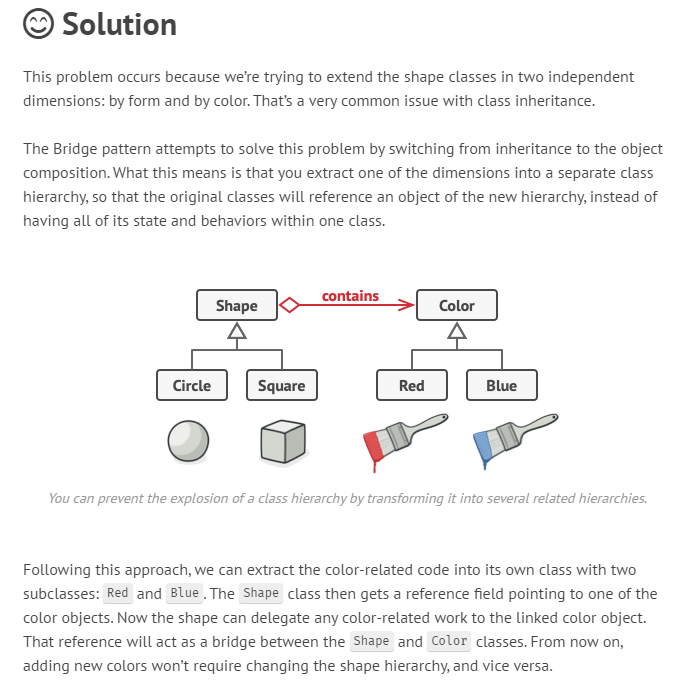 Solution
This problem occurs because we’re trying to extend the shape classes in two independent
dimensions: by form and by color. That’s a very common issue with class inheritance.
The Bridge pattern attempts to solve this problem by switching from inheritance to the object
composition. What this means is that you extract one of the dimensions into a separate class
hierarchy, so that the original classes will reference an object of the new hierarchy, instead of
having all of its state and behaviors within one class.
Shape contains Color
Circle Square Red Blue
You can prevent the explosion of a class hierarchy by transforming it into several related hierarchies.
Following this approach, we can extract the color-related code into its own class with two
subclasses: Red and Blue. The Shape class then gets a reference field pointing to one of the
color objects. Now the shape can delegate any color-related work to the linked color object.
That reference will act as a bridge between the Shape and Color classes. From now on,
adding new colors won’t require changing the shape hierarchy, and vice versa.